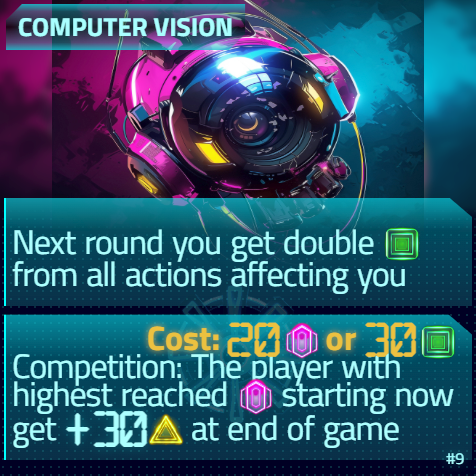 COMPUTER VISION
Next round you get double
from all actions affecting you
Cost: 20 or 30
Competition: The player with
highest reached starting now
get +30 at end of game
#9